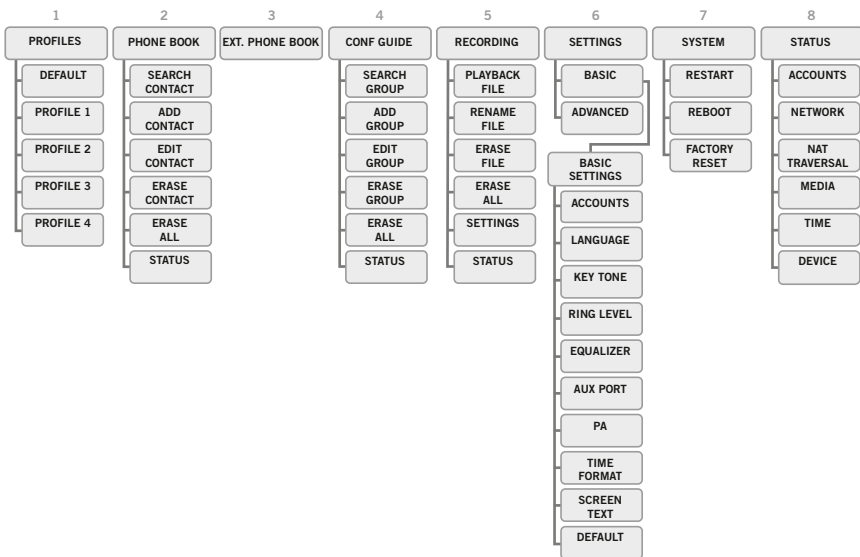 1
2
3
4
5
6
7
8
PROFILES
PHONE BOOK
EXT. PHONE BOOK
CONF GUIDE
RECORDING
SETTINGS
SYSTEM
STATUS
DEFAULT
PROFILE 1
PROFILE 2
PROFILE 3
PROFILE 4
SEARCH
CONTACT
ADD
CONTACT
EDIT
CONTACT
ERASE
CONTACT
ERASE
ALL
STATUS
SEARCH
GROUP
ADD
GROUP
EDIT
GROUP
ERASE
GROUP
ERASE
ALL
STATUS
PLAYBACK
FILE
RENAME
FILE
ERASE
FILE
ERASE
ALL
SETTINGS
STATUS
BASIC
ADVANCED
BASIC
SETTINGS
ACCOUNTS
LANGUAGE
KEY TONE
RING LEVEL
EQUALIZER
AUX PORT
PA
TIME
FORMAT
SCREEN
TEXT
DEFAULT
RESTART
REBOOT
FACTORY
RESET
ACCOUNTS
NETWORK
NAT
TRAVERSAL
MEDIA
TIME
DEVICE